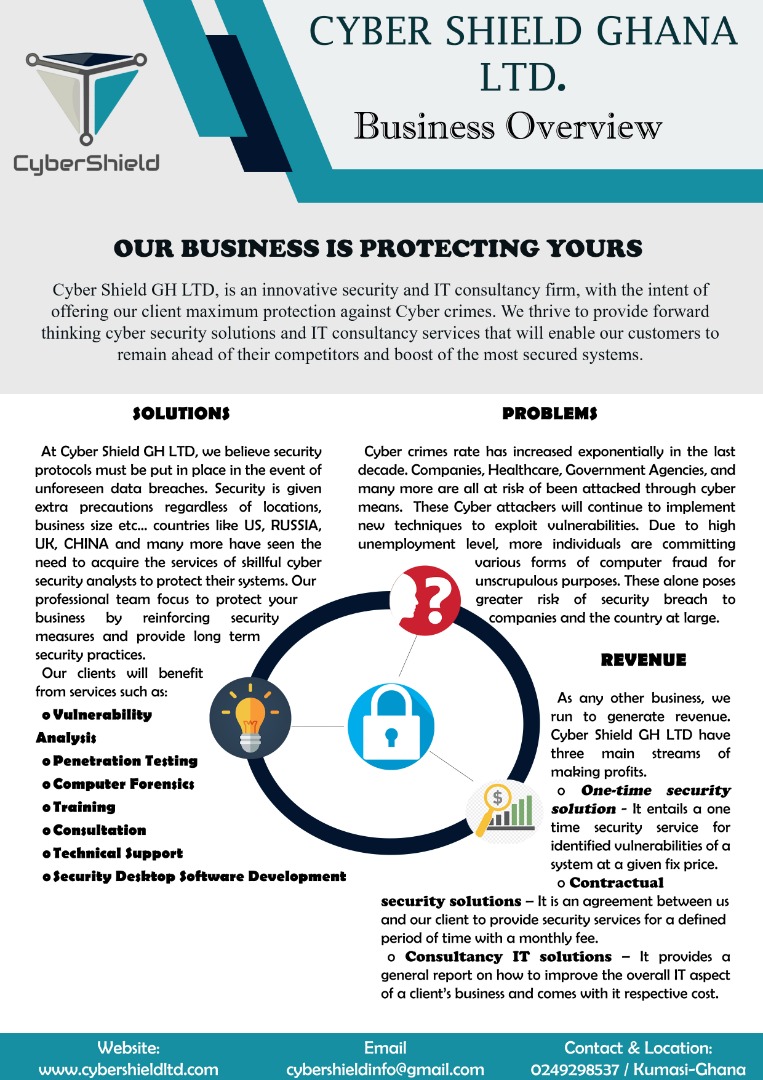 CyberShield
CYBER SHIELD GHANA
LTD.
Business Overview
OUR BUSINESS IS PROTECTING YOURS
Cyber Shield GH LTD, is an innovative security and IT consultancy firm, with the intent of
offering our client maximum protection against Cyber crimes. We thrive to provide forward
thinking cyber security solutions and IT consultancy services that will enable our customers to
remain ahead of their competitors and boost of the most secured systems.
SOLUTIONS
At Cyber Shield GH LTD, we believe security
protocols must be put in place in the event of
unforeseen data breaches. Security is given
extra precautions regardless of locations,
business size etc... countries like US, RUSSIA,
UK, CHINA and many more have seen the
need to acquire the services of skillful cyber
security analysts to protect their systems. Our
professional team focus to protect your
business by reinforcing security
measures and provide long term
security practices.
Our clients will benefit
from services such as:
o Vulnerability
Analysis
o Penetration Testing
o Computer Forensics
o Training
o Consultation
o Technical Support
o Security Desktop Software Development
PROBLEMS
Cyber crimes rate has increased exponentially in the last
decade. Companies, Healthcare, Government Agencies, and
many more are all at risk of been attacked through cyber
means. These Cyber attackers will continue to implement
new techniques to exploit vulnerabilities. Due to high
unemployment level, more individuals are committing
various forms of computer fraud for
unscrupulous purposes. These alone poses
greater risk of security breach to
companies and the country at large.
?
$
REVENUE
As any other business, we
run to generate revenue.
Cyber Shield GH LTD have
three main streams of
making profits.
o One-time security
solution - It entails a one
time security service for
identified vulnerabilities of a
system at a given fix price.
o Contractual
security solutions – It is an agreement between us
and our client to provide security services for a defined
period of time with a monthly fee.
o Consultancy IT solutions – It provides a
general report on how to improve the overall IT aspect
of a client's business and comes with it respective cost.
Website:
www.cybershieldltd.com
Email
cybershieldinfo@gmail.com
Contact & Location:
0249298537 / Kumasi-Ghana